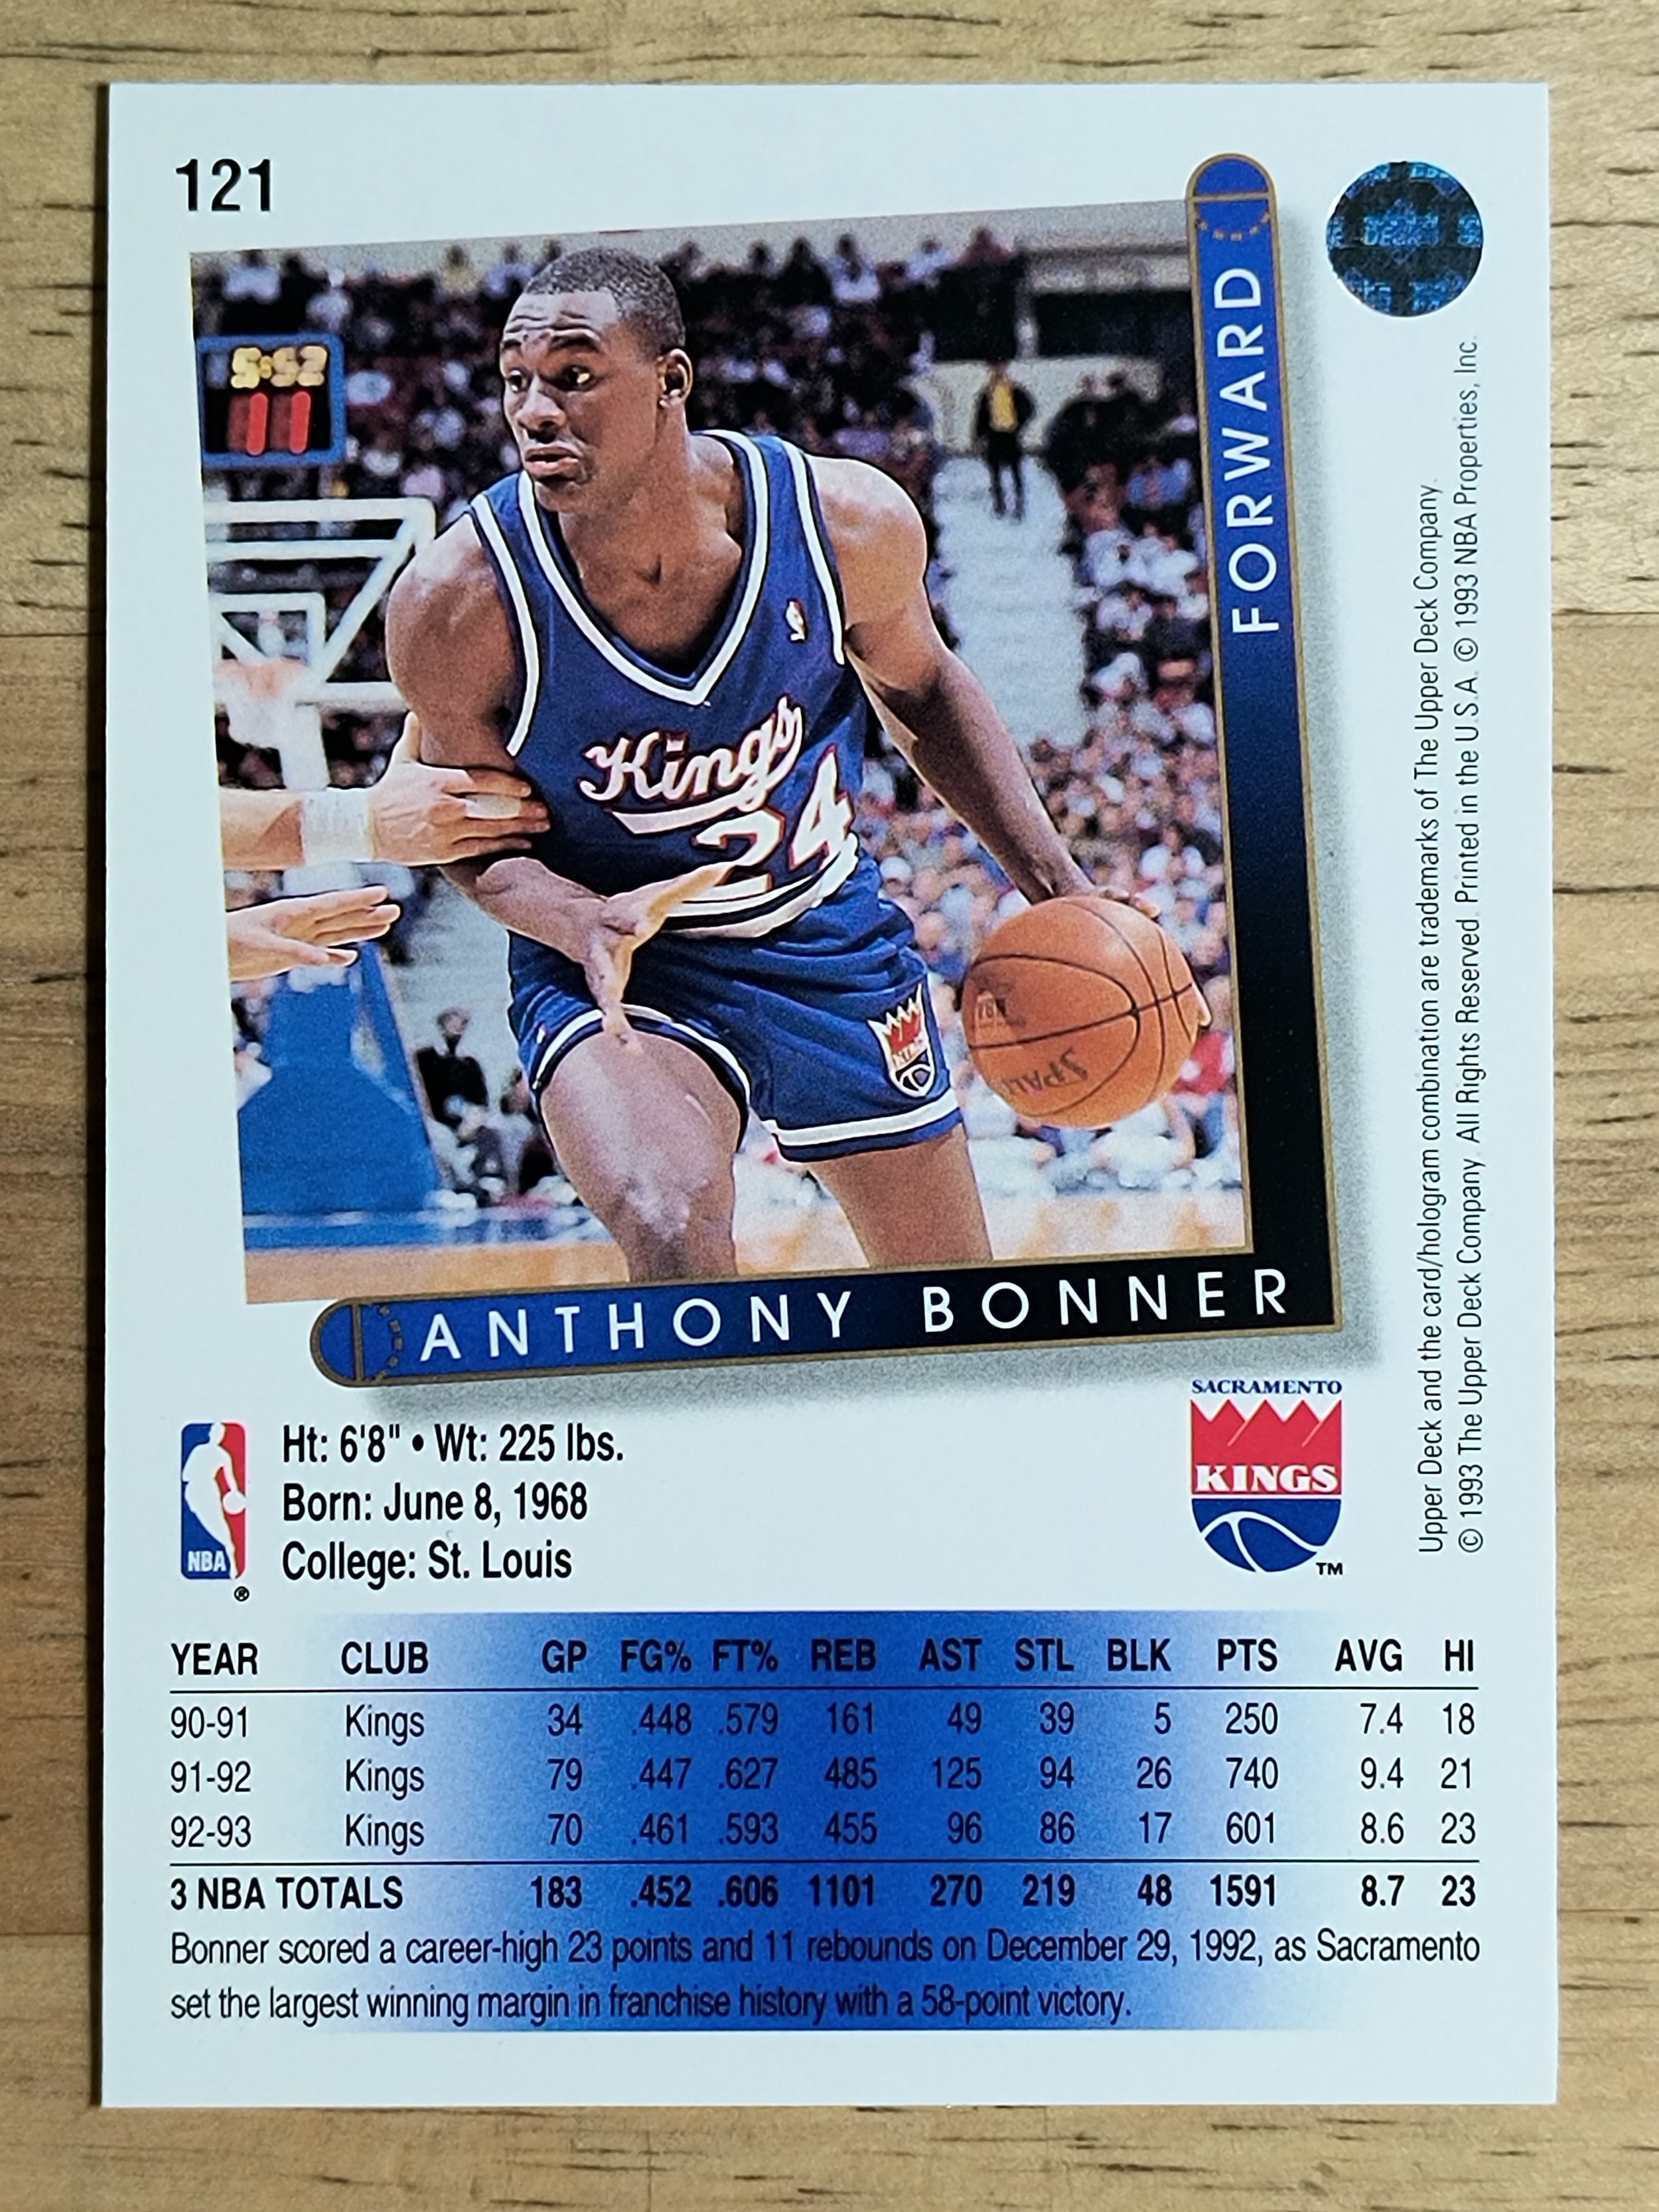 121
FORWARD
DECK
5:52
11
Kings
24
KINGS
SPAL
ANTHONY BONNER
Upper Deck and the card/hologram combination are trademarks of The Upper Deck Company.
© 1993 The Upper Deck Company. All Rights Reserved. Printed in the U.S.A. © 1993 NBA Properties, Inc.
SACRAMENTO
KINGS
TM
NBA
®
Ht: 6'8" • Wt: 225 lbs.
Born: June 8, 1968
College: St. Louis
YEAR CLUB GP FG% FT% REB AST STL BLK PTS AVG HI
90-91 Kings 34 .448 .579 161 49 39 5 250 7.4 18
91-92 Kings 79 .447 .627 485 125 94 26 740 9.4 21
92-93 Kings 70 .461 .593 455 96 86 17 601 8.6 23
3 NBA TOTALS 183 .452 .606 1101 270 219 48 1591 8.7 23
Bonner scored a career-high 23 points and 11 rebounds on December 29, 1992, as Sacramento
set the largest winning margin in franchise history with a 58-point victory.